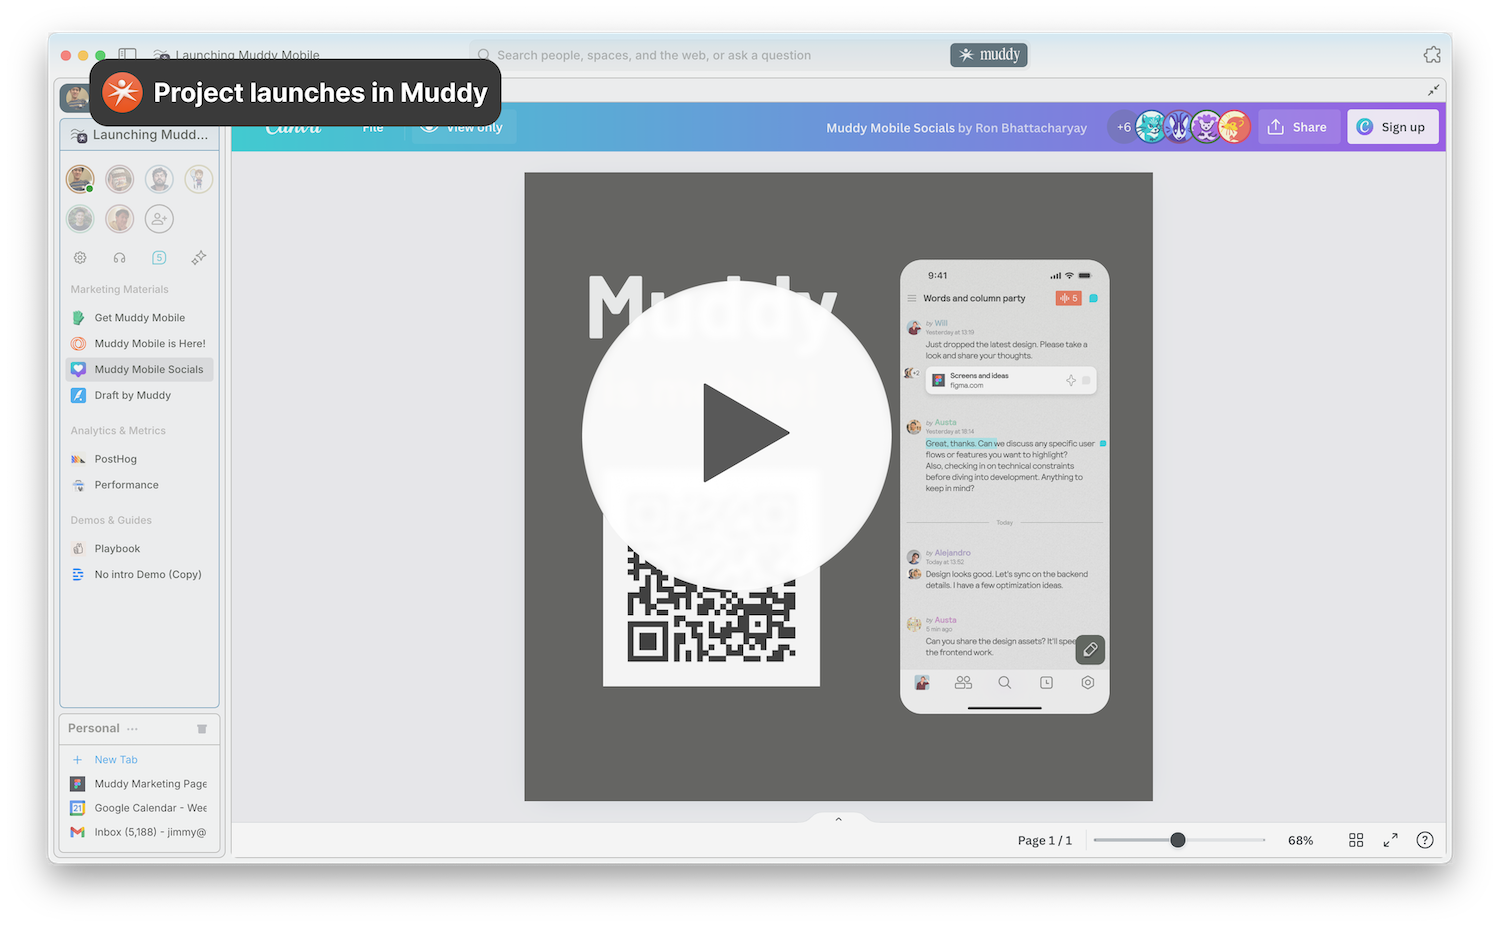 Launching Muddy Mobile
Search people, spaces, and the web, or ask a question
muddy
Project launches in Muddy
Launching Mudd...
Canva
File
View only
Muddy Mobile Socials by Ron Bhattacharyay
+6
Share
Sign up
5
Marketing Materials
Get Muddy Mobile
Muddy Mobile is Here!
Muddy Mobile Socials
Draft by Muddy
Analytics & Metrics
PostHog
Performance
Demos & Guides
Playbook
No intro Demo (Copy)
Personal ...
New Tab
Muddy Marketing Page
21
Google Calendar - Wee
Inbox (5,188) - jimmy@
Muddy
9:41
Words and column party
5
by Will
Yesterday at 13:19
Just dropped the latest design. Please take a
look and share your thoughts.
+2
Screens and ideas
figma.com
by Austa
Yesterday at 18:14
Great, thanks. Can we discuss any specific user
flows or features you want to highlight?
Also, checking in on technical constraints
before diving into development. Anything to
keep in mind?
Today
by Alejandro
Today at 13:52
Design looks good. Let's sync on the backend
details. I have a few optimization ideas.
by Austa
5 min ago
Can you share the design assets? It'll spee
the frontend work.
Page 1 / 1
68%